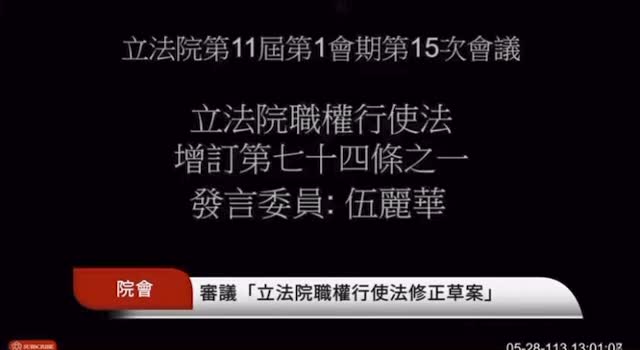 立法院第11屆第1會期第15次會議
立法院職權行使法
增訂第七十四條之一
發言委員: 伍麗華
院會
審議「立法院職權行使法修正草案」
SUBSCRIBE
05-28-113 13:01:07